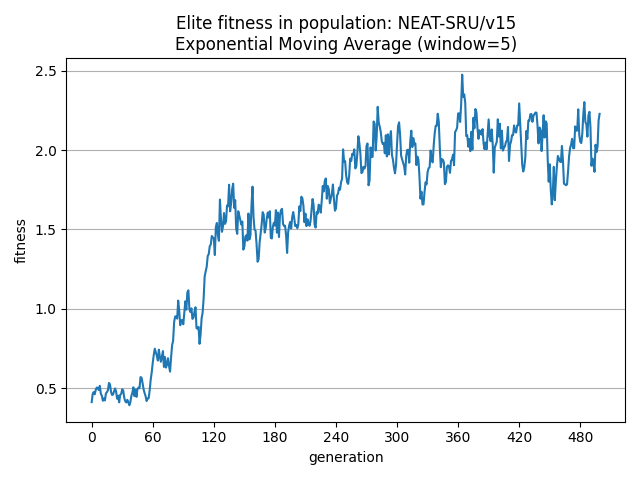 Elite fitness in population: NEAT-SRU/v15
Exponential Moving Average (window=5)
fitness
2.5
2.0
1.5
1.0
0.5
0 60 120 180 240 300 360 420 480
generation